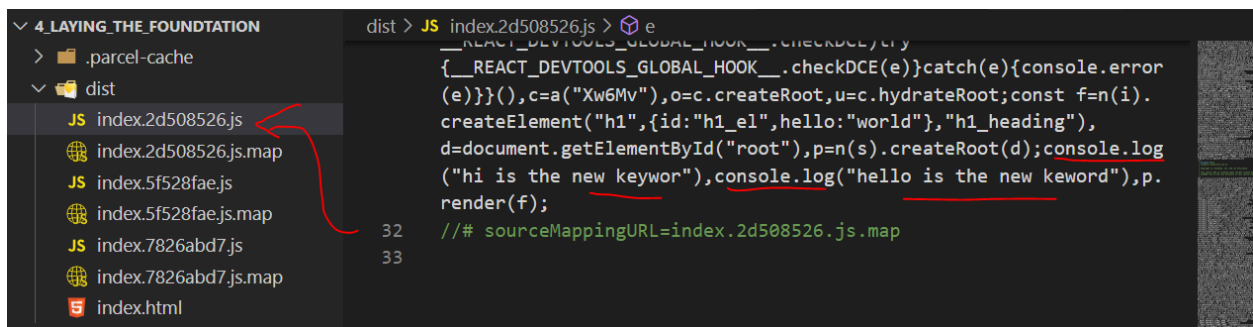 4_LAYING_THE_FOUNDTATION
.parcel-cache
dist
index.2d508526.js
index.2d508526.js.map
index.5f528fae.js
index.5f528fae.js.map
index.7826abd7.js
index.7826abd7.js.map
index.html
dist > JS index.2d508526.js > e
__REACT_DEVTOOLS_GLOBAL_HOOK__.checkDCE)try
{__REACT_DEVTOOLS_GLOBAL_HOOK__.checkDCE(e)}catch(e){console.error
(e)}}(),c=a("Xw6Mv"),o=c.createRoot,u=c.hydrateRoot;const f=n(i).
createElement("h1",{id:"h1_el",hello:"world"},"h1_heading"),
d=document.getElementById("root"),p=n(s).createRoot(d);console.log
("hi is the new keywor"),console.log("hello is the new keword"),p.
render(f);
32 //# sourceMappingURL=index.2d508526.js.map
33